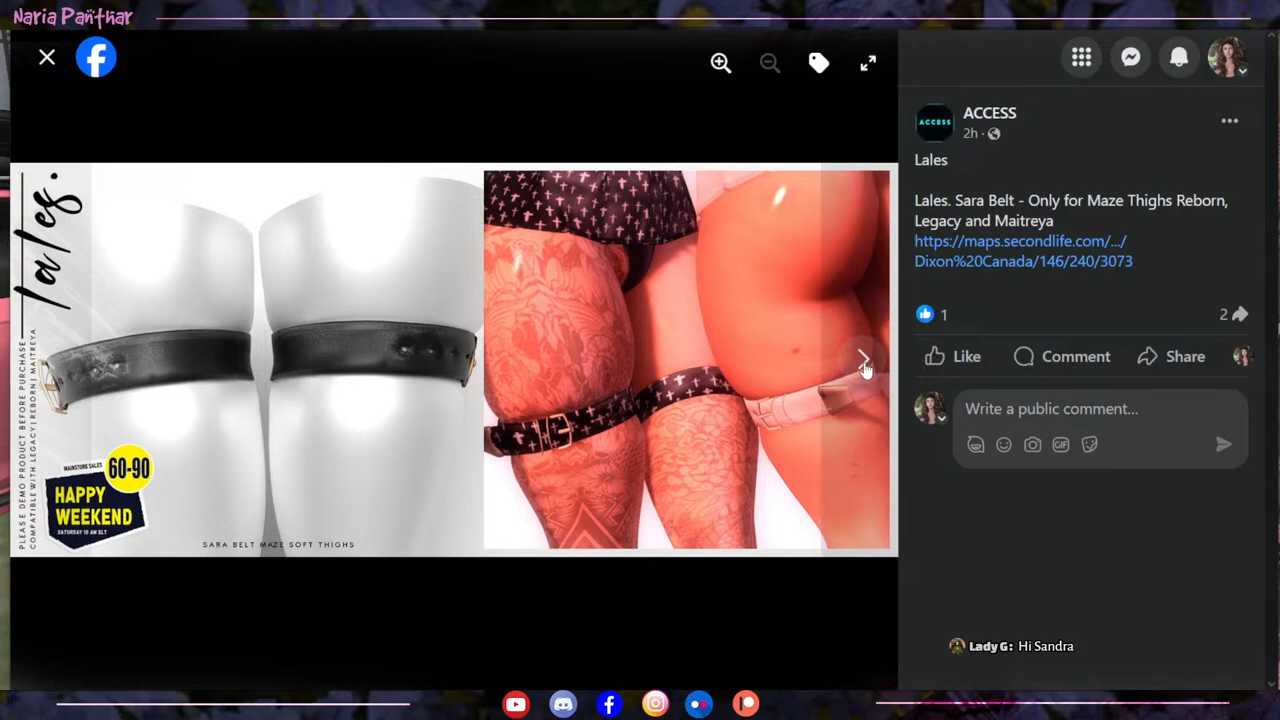 Naria Panthar
ACCESS
ACCESS
2h ·
Lales
Lales. Sara Belt - Only for Maze Thighs Reborn,
Legacy and Maitreya
https://maps.secondlife.com/.../
Dixon%20Canada/146/240/3073
1
2
Like
Comment
Share
Write a public comment...
GIF
lales.
PLEASE DEMO PRODUCT BEFORE PURCHASE
COMPATIBLE WITH LEGACY | REBORN | MAITREYA
MAINSTORE SALES
60-90
HAPPY
WEEKEND
SATURDAY 10 AM SLT
SARA BELT MAZE SOFT THIGHS
Lady G: Hi Sandra